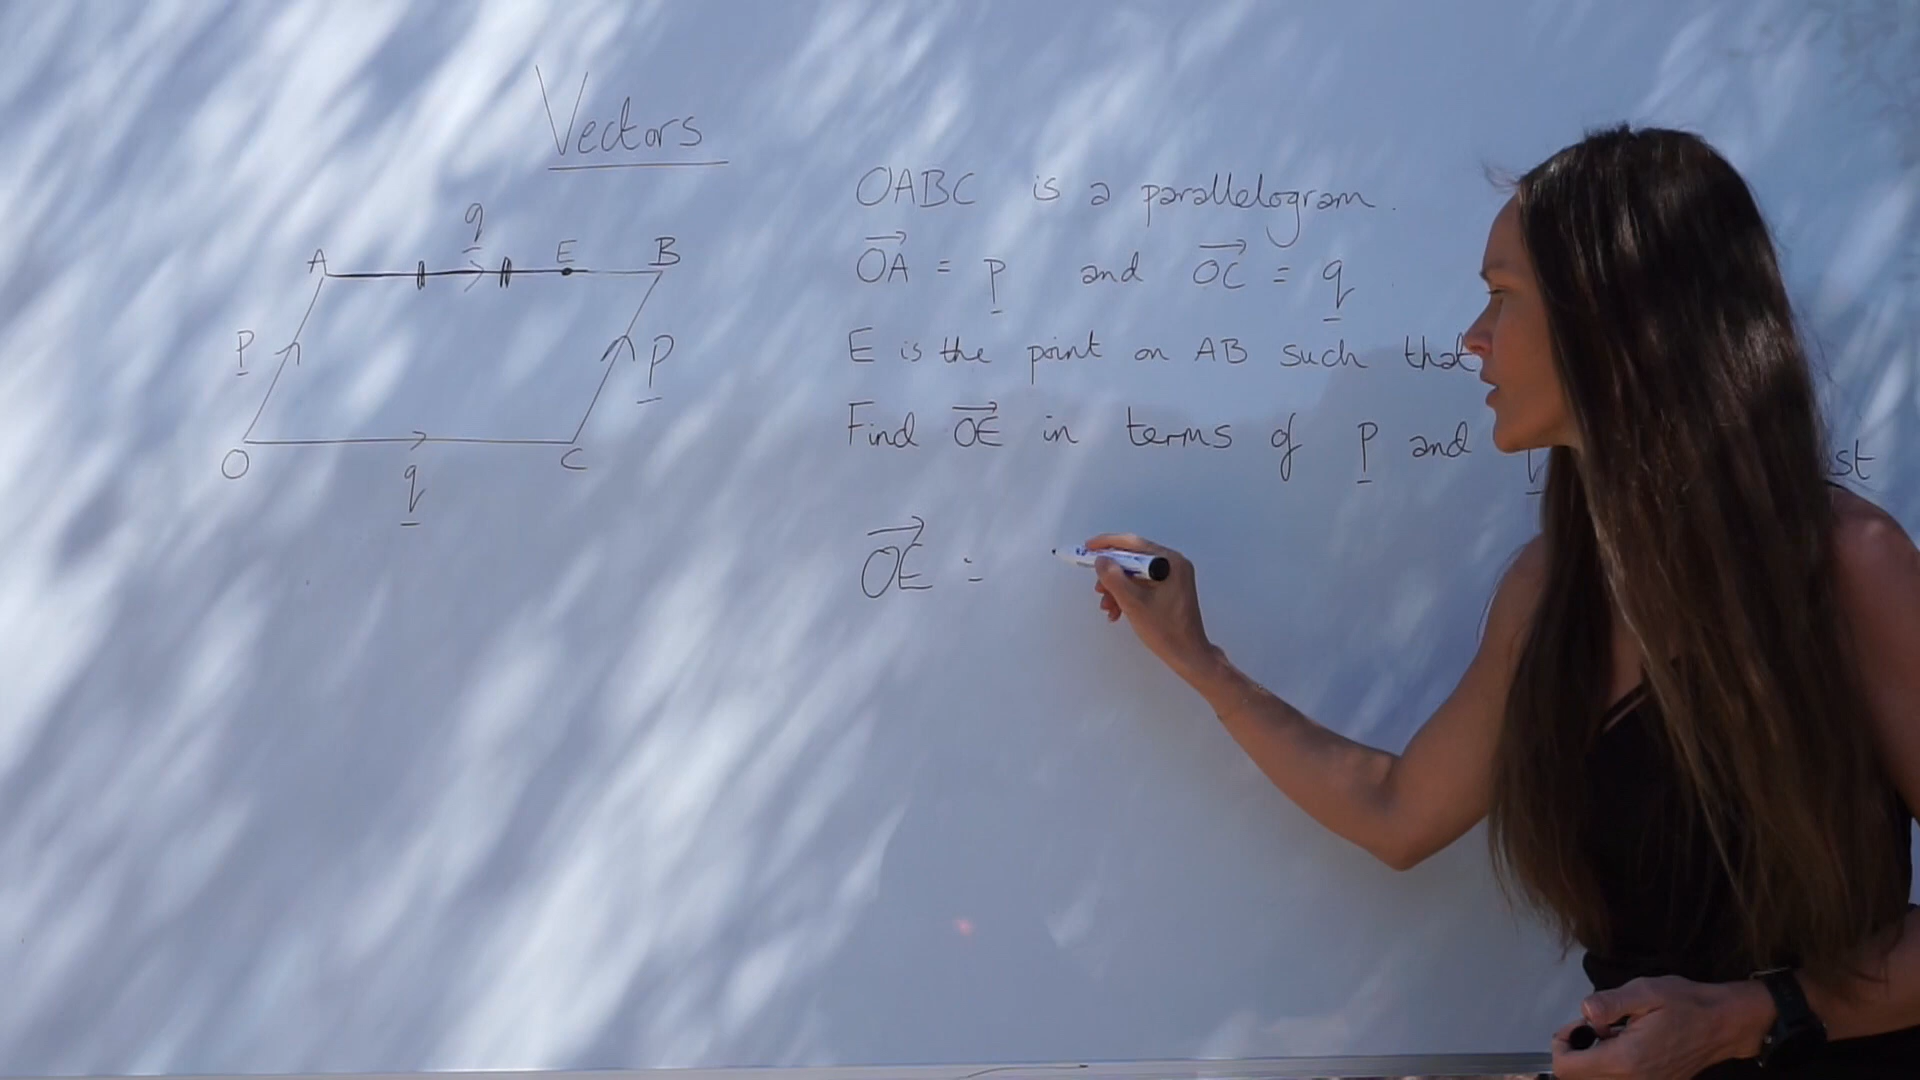 Vectors
q
A E B
p p
O C
q
OABC is a parallelogram.
OA = p and OC = q.
E is the point on AB such that
Find OE in terms of p and st
OE =